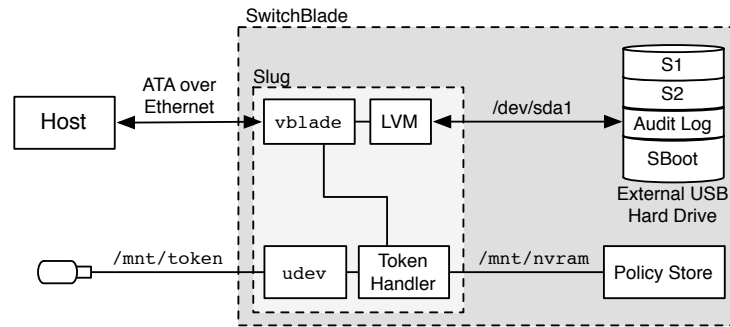 SwitchBlade
Slug
ATA over
Ethernet
Host
vblade
LVM
/dev/sda1
S1
S2
Audit Log
SBoot
External USB
Hard Drive
/mnt/token
udev
Token
Handler
/mnt/nvram
Policy Store